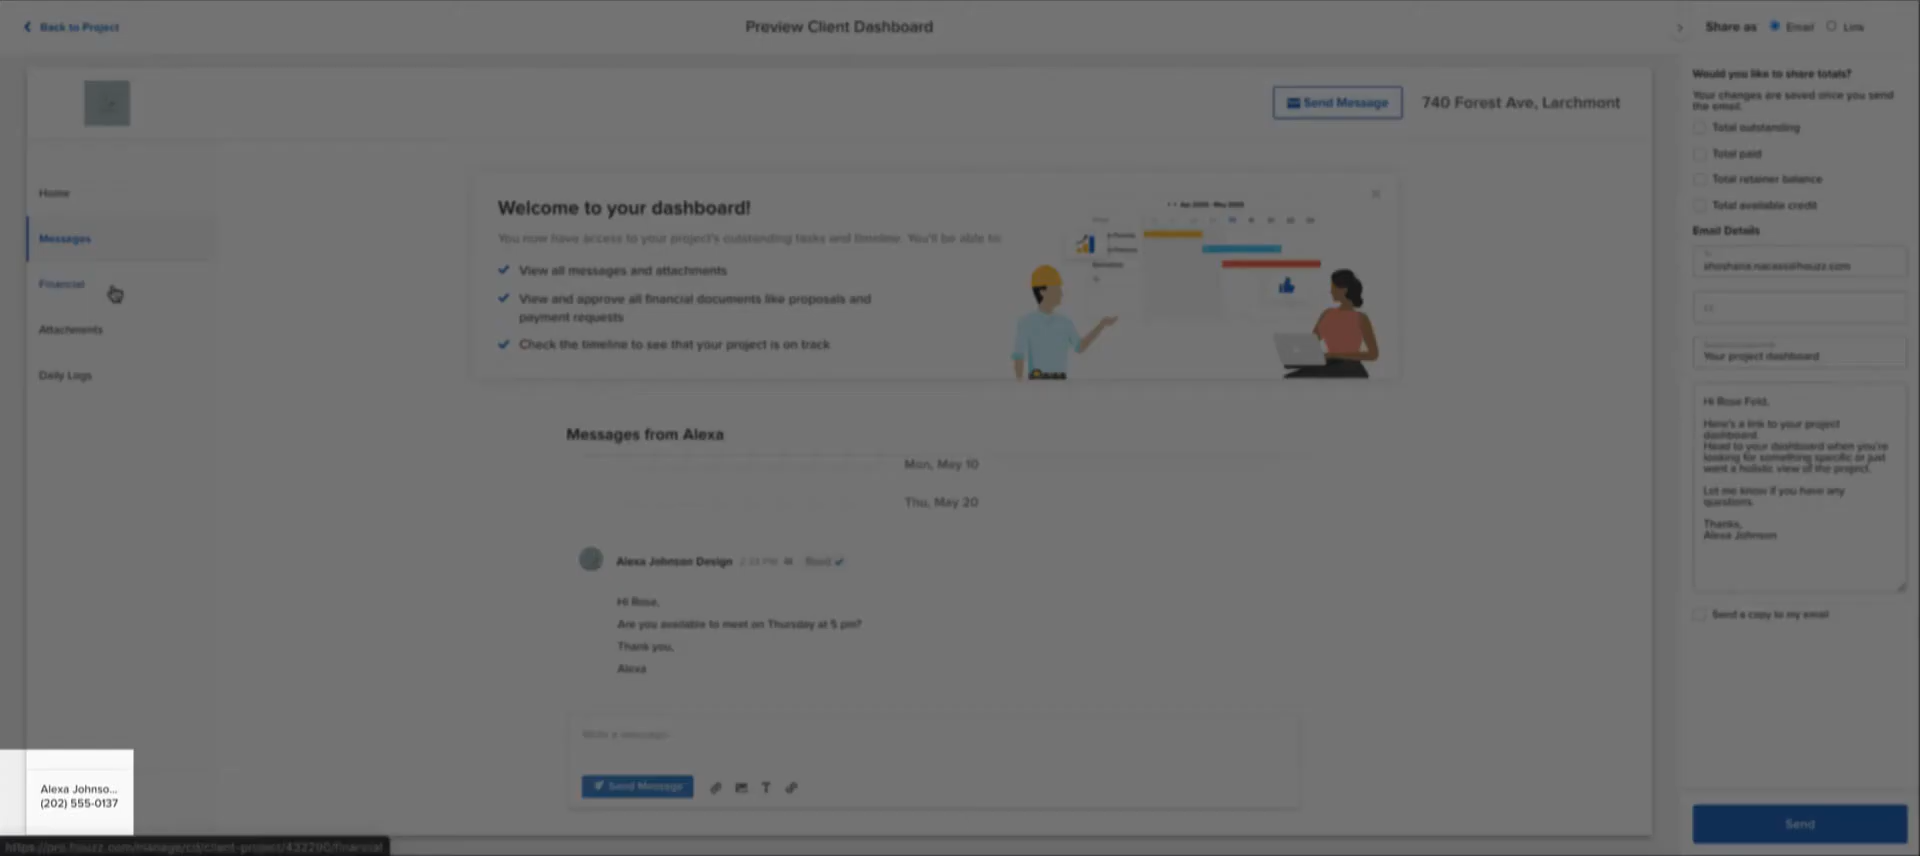 Back to Project
Preview Client Dashboard
Share as Email Link
Send Message
740 Forest Ave, Larchmont
Home
Messages
Financial
Attachments
Daily Logs
Welcome to your dashboard!
You now have access to your project's outstanding tasks and timeline. You'll be able to:
View all messages and attachments
View and approve all financial documents like proposals and
payment requests
Check the timeline to see that your project is on track
Messages from Alexa
Mon, May 10
Thu, May 20
Alexa Johnson Design Read
Hi Rose,
Are you available to meet on Thursday at 5 pm?
Thank you,
Alexa
Write a message
Send Message
Alexa Johnso...
(202) 555-0137
Would you like to share totals?
Your changes are saved once you send
the email.
Total outstanding
Total paid
Total retainer balance
Total available credit
Email Details
Your project dashboard
Hi Rose Feld,
Here's a link to your project
dashboard.
Head to your dashboard when you're
looking for something specific or just
want a holistic view of the project.
Let me know if you have any
questions.
Thanks,
Alexa Johnson
Send a copy to my email
Send